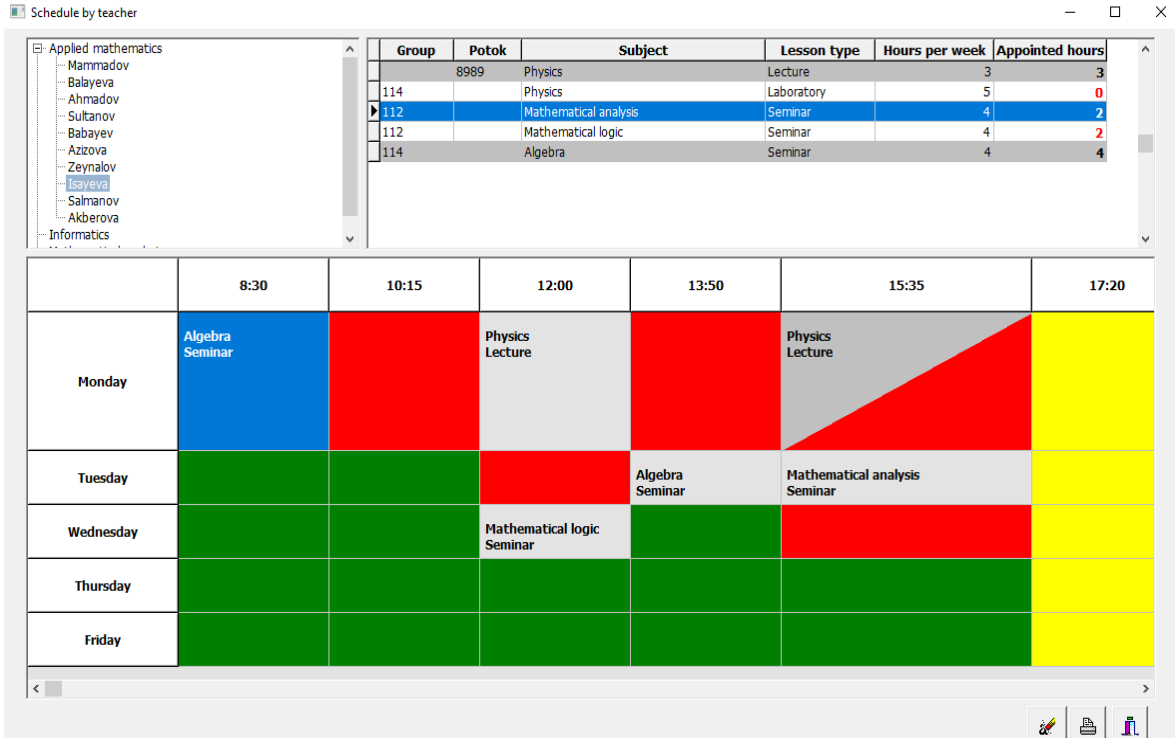 Schedule by teacher
Applied mathematics
Mammadov
Balayeva
Ahmadov
Sultanov
Babayev
Azizova
Zeynalov
Isayeva
Salmanov
Akberova
Informatics
Group Potok Subject Lesson type Hours per week Appointed hours
8989 Physics Lecture 3 3
114 Physics Laboratory 5 0
112 Mathematical analysis Seminar 4 2
112 Mathematical logic Seminar 4 2
114 Algebra Seminar 4 4
8:30 10:15 12:00 13:50 15:35 17:20
Monday
Algebra
Seminar
Physics
Lecture
Physics
Lecture
Tuesday
Algebra
Seminar
Mathematical analysis
Seminar
Wednesday
Mathematical logic
Seminar
Thursday
Friday